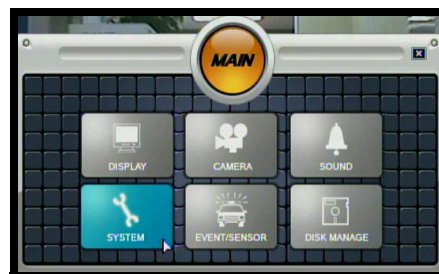 MAIN
DISPLAY
CAMERA
SOUND
SYSTEM
EVENT/SENSOR
DISK MANAGE